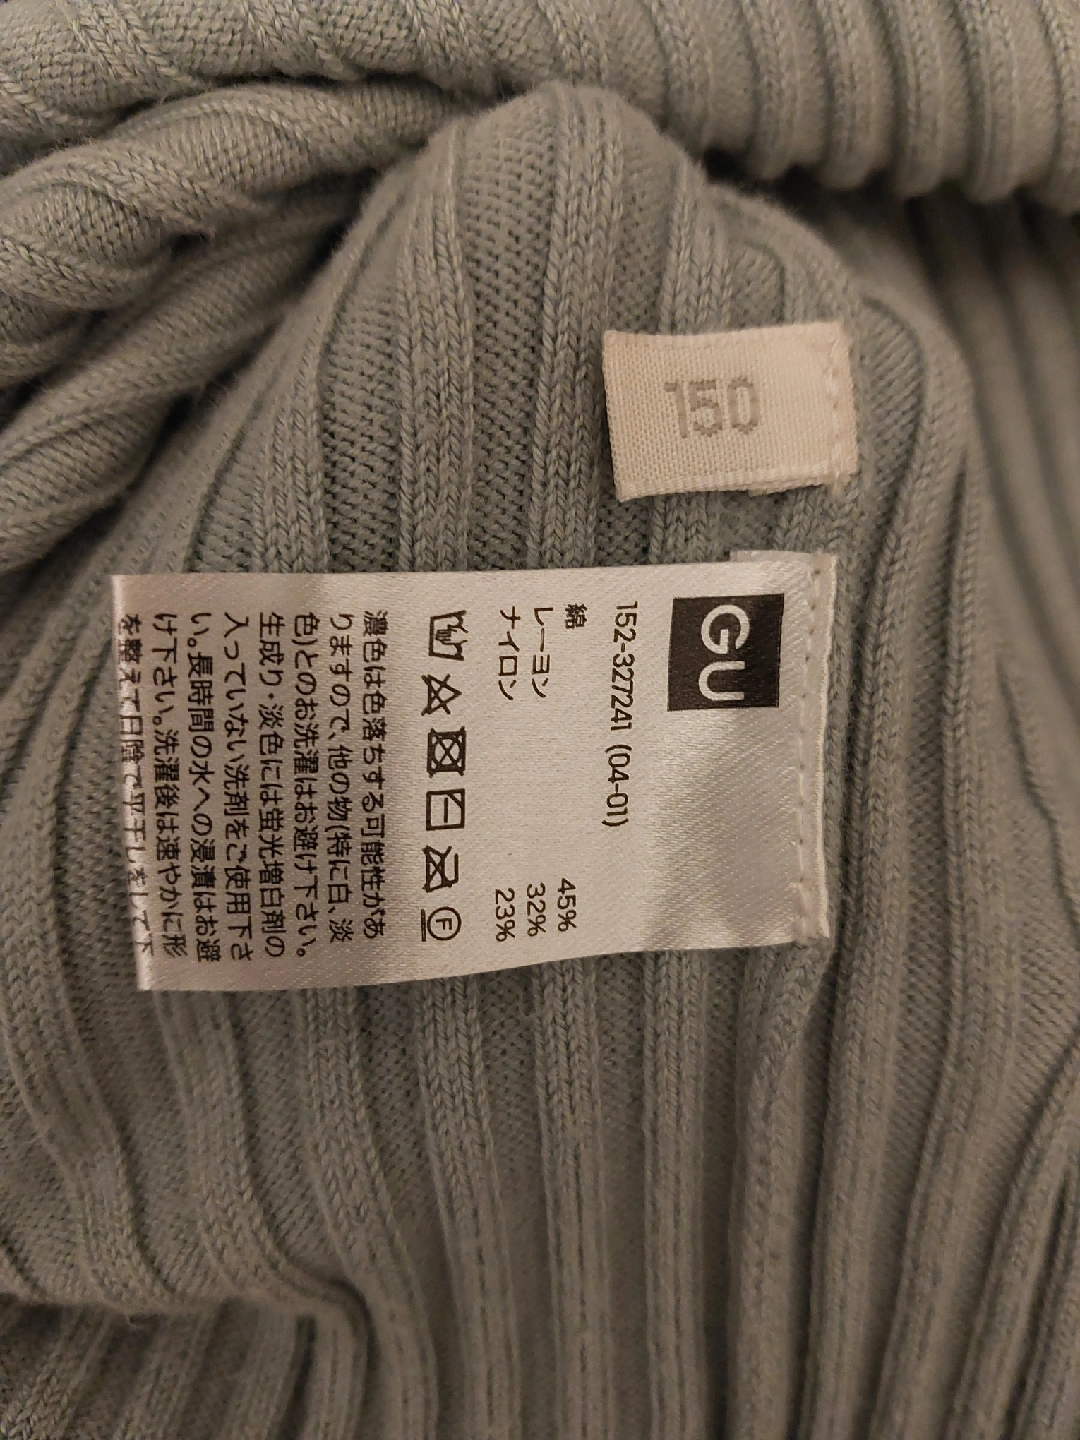 150
GU
152-327241 (04-01)
綿 45%
レーヨン 32%
ナイロン 23%
F
濃色は色落ちする可能性があ
りますので、他の物(特に白、淡
色)とのお洗濯はお避け下さい。
生成り・淡色には蛍光増白剤の
入っていない洗剤をご使用下さ
い。長時間の水への浸漬はお避
け下さい。洗濯後は速やかに形
を整えて日陰で平干しをして下